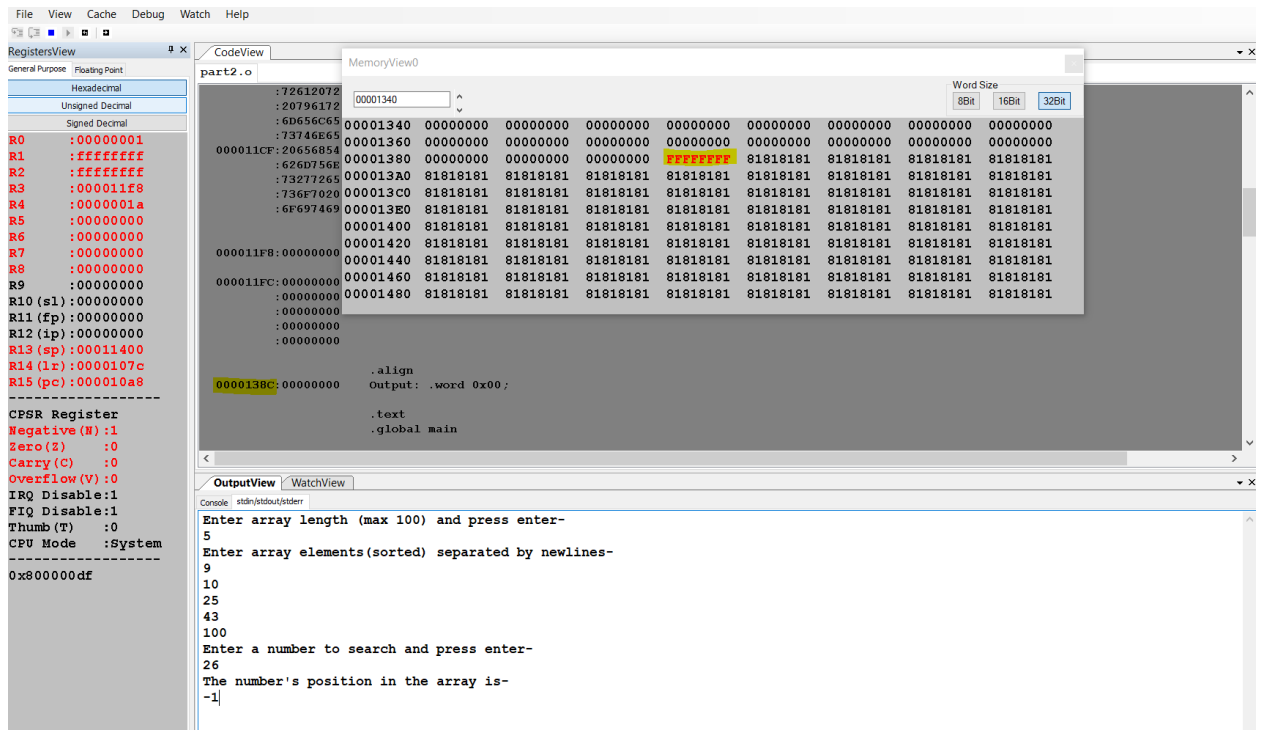 File View Cache Debug Watch Help
RegistersView
General Purpose Floating Point
Hexadecimal
Unsigned Decimal
Signed Decimal
R0 :00000001
R1 :ffffffff
R2 :ffffffff
R3 :000011f8
R4 :0000001a
R5 :00000000
R6 :00000000
R7 :00000000
R8 :00000000
R9 :00000000
R10(sl):00000000
R11(fp):00000000
R12(ip):00000000
R13(sp):00011400
R14(lr):0000107c
R15(pc):000010a8
-------------------
CPSR Register
Negative(N):1
Zero(Z) :0
Carry(C) :0
Overflow(V):0
IRQ Disable:1
FIQ Disable:1
Thumb(T) :0
CPU Mode :System
-------------------
0x800000df
CodeView
part2.o
:72612072
:20796172
:6D656C65
:73746E65
000011CF:20656854
:626D756E
:73277265
:736F7020
:6F697469
000011F8:00000000
000011FC:00000000
:00000000
:00000000
:00000000
:00000000
.align
0000138C:00000000 Output: .word 0x00;
.text
.global main
MemoryView0
00001340
Word Size
8Bit 16Bit 32Bit
00001340 00000000 00000000 00000000 00000000 00000000 00000000 00000000 00000000
00001360 00000000 00000000 00000000 00000000 00000000 00000000 00000000 00000000
00001380 00000000 00000000 00000000 FFFFFFFF 81818181 81818181 81818181 81818181
000013A0 81818181 81818181 81818181 81818181 81818181 81818181 81818181 81818181
000013C0 81818181 81818181 81818181 81818181 81818181 81818181 81818181 81818181
000013E0 81818181 81818181 81818181 81818181 81818181 81818181 81818181 81818181
00001400 81818181 81818181 81818181 81818181 81818181 81818181 81818181 81818181
00001420 81818181 81818181 81818181 81818181 81818181 81818181 81818181 81818181
00001440 81818181 81818181 81818181 81818181 81818181 81818181 81818181 81818181
00001460 81818181 81818181 81818181 81818181 81818181 81818181 81818181 81818181
00001480 81818181 81818181 81818181 81818181 81818181 81818181 81818181 81818181
OutputView WatchView
Console stdin/stdout/stderr
Enter array length (max 100) and press enter-
5
Enter array elements(sorted) separated by newlines-
9
10
25
43
100
Enter a number to search and press enter-
26
The number's position in the array is-
-1